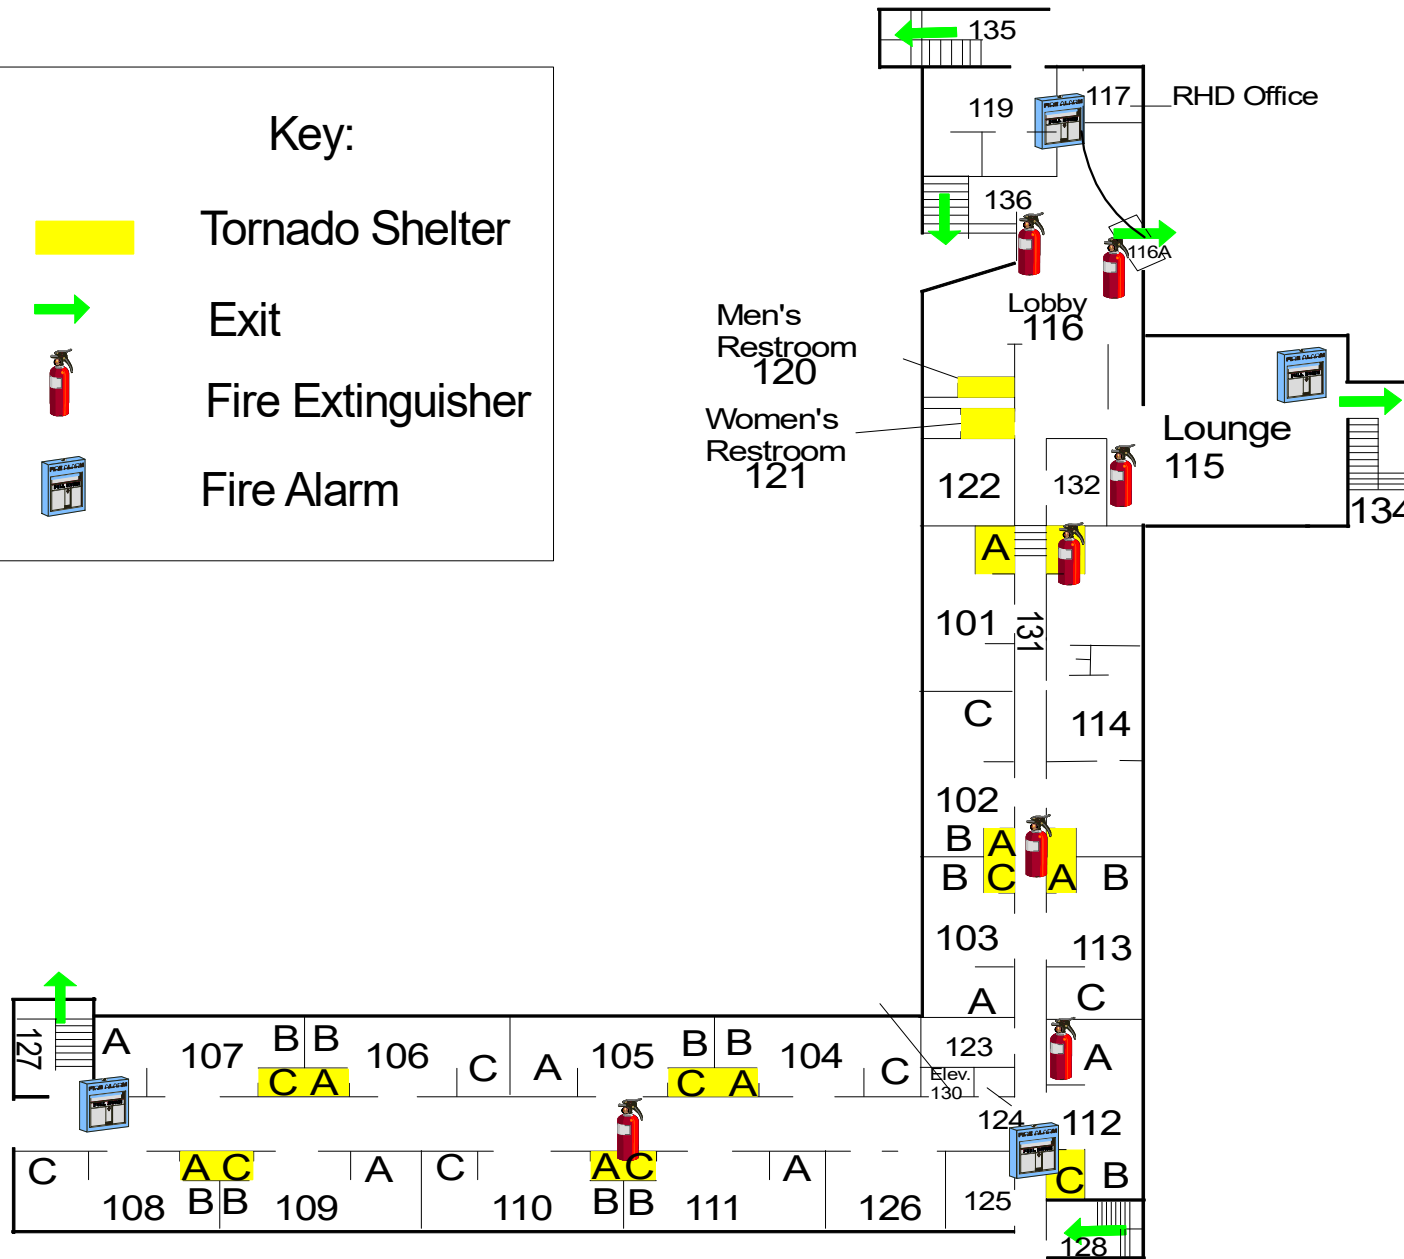 Key:
Tornado Shelter
Exit
Fire Extinguisher
Fire Alarm
135
119
117
RHD Office
136
116A
Lobby
116
Men's
Restroom
120
Women's
Restroom
121
Lounge
115
122
132
134
A
101
131
C
114
102
B A
B C A B
103
113
A
C
127
A
107
B B
106
C
A
105
B B
104
C
123
A
C A
C A
Elev.
130
124
112
C
A C
A
C
A C
A
C B
B B
B B
108
109
110
111
126
125
128